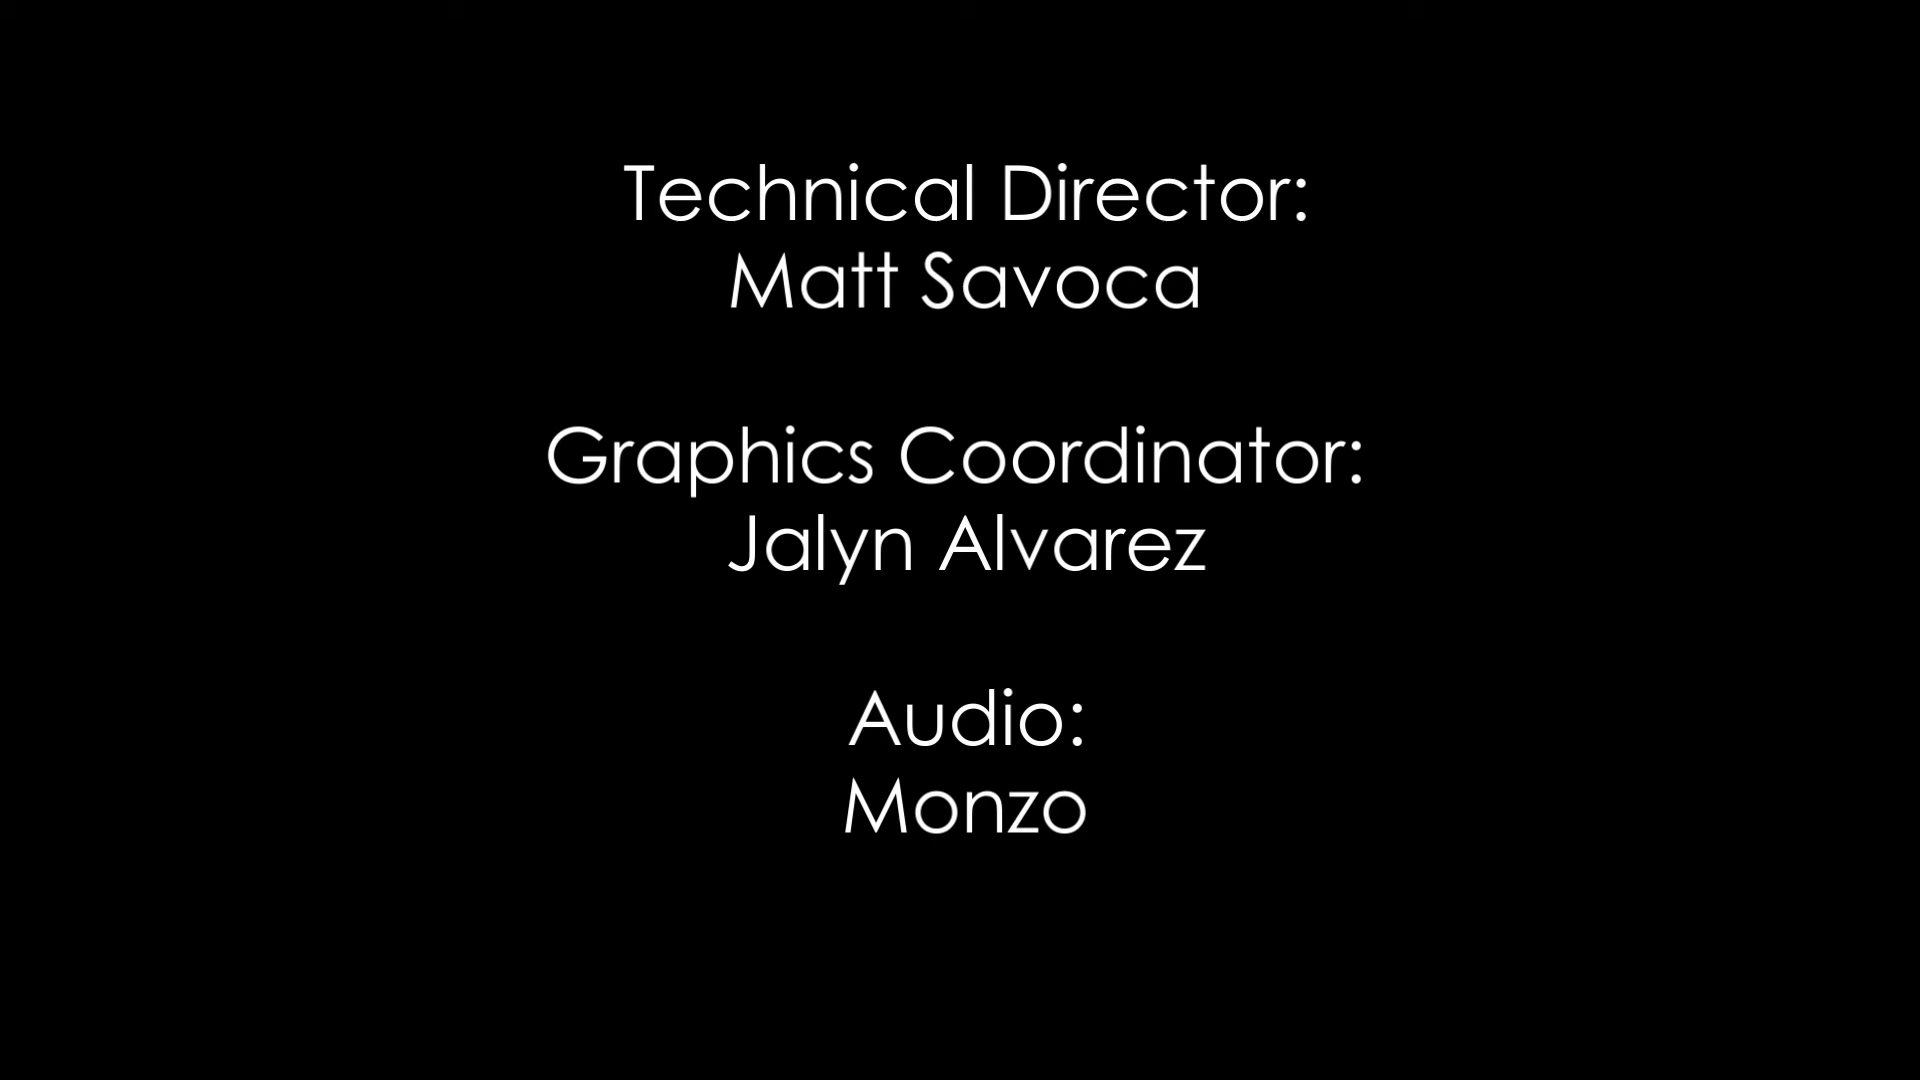 Technical Director:
Matt Savoca
Graphics Coordinator:
Jalyn Alvarez
Audio:
Monzo